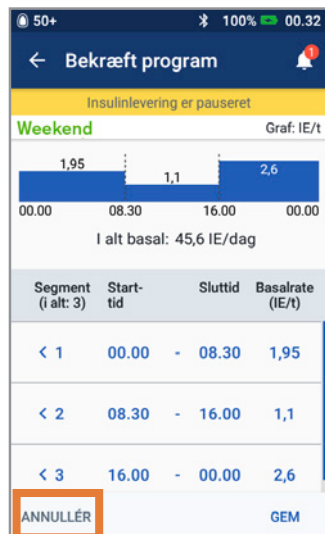 50+ 100% 00.32
← Bekræft program 1
Insulinlevering er pauseret
Weekend Graf: IE/t
1,95 1,1 2,6
00.00 08.30 16.00 00.00
I alt basal: 45,6 IE/dag
Segment (i alt: 3) Start-tid Sluttid Basalrate (IE/t)
< 1 00.00 - 08.30 1,95
< 2 08.30 - 16.00 1,1
< 3 16.00 - 00.00 2,6
ANNULLÉR GEM